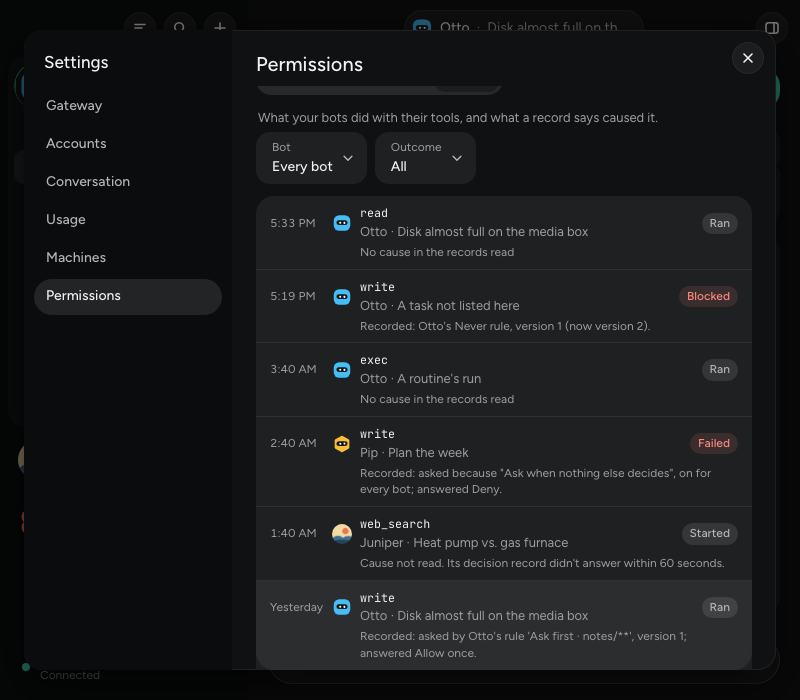 Otto · Disk almost full on th
Settings
Gateway
Accounts
Conversation
Usage
Machines
Permissions
Connected
Permissions
What your bots did with their tools, and what a record says caused it.
Bot
Every bot
Outcome
All
5:33 PM
read
Otto · Disk almost full on the media box
No cause in the records read
Ran
5:19 PM
write
Otto · A task not listed here
Recorded: Otto's Never rule, version 1 (now version 2).
Blocked
3:40 AM
exec
Otto · A routine's run
No cause in the records read
Ran
2:40 AM
write
Pip · Plan the week
Recorded: asked because "Ask when nothing else decides", on for
every bot; answered Deny.
Failed
1:40 AM
web_search
Juniper · Heat pump vs. gas furnace
Cause not read. Its decision record didn't answer within 60 seconds.
Started
Yesterday
write
Otto · Disk almost full on the media box
Recorded: asked by Otto's rule 'Ask first · notes/**', version 1;
answered Allow once.
Ran